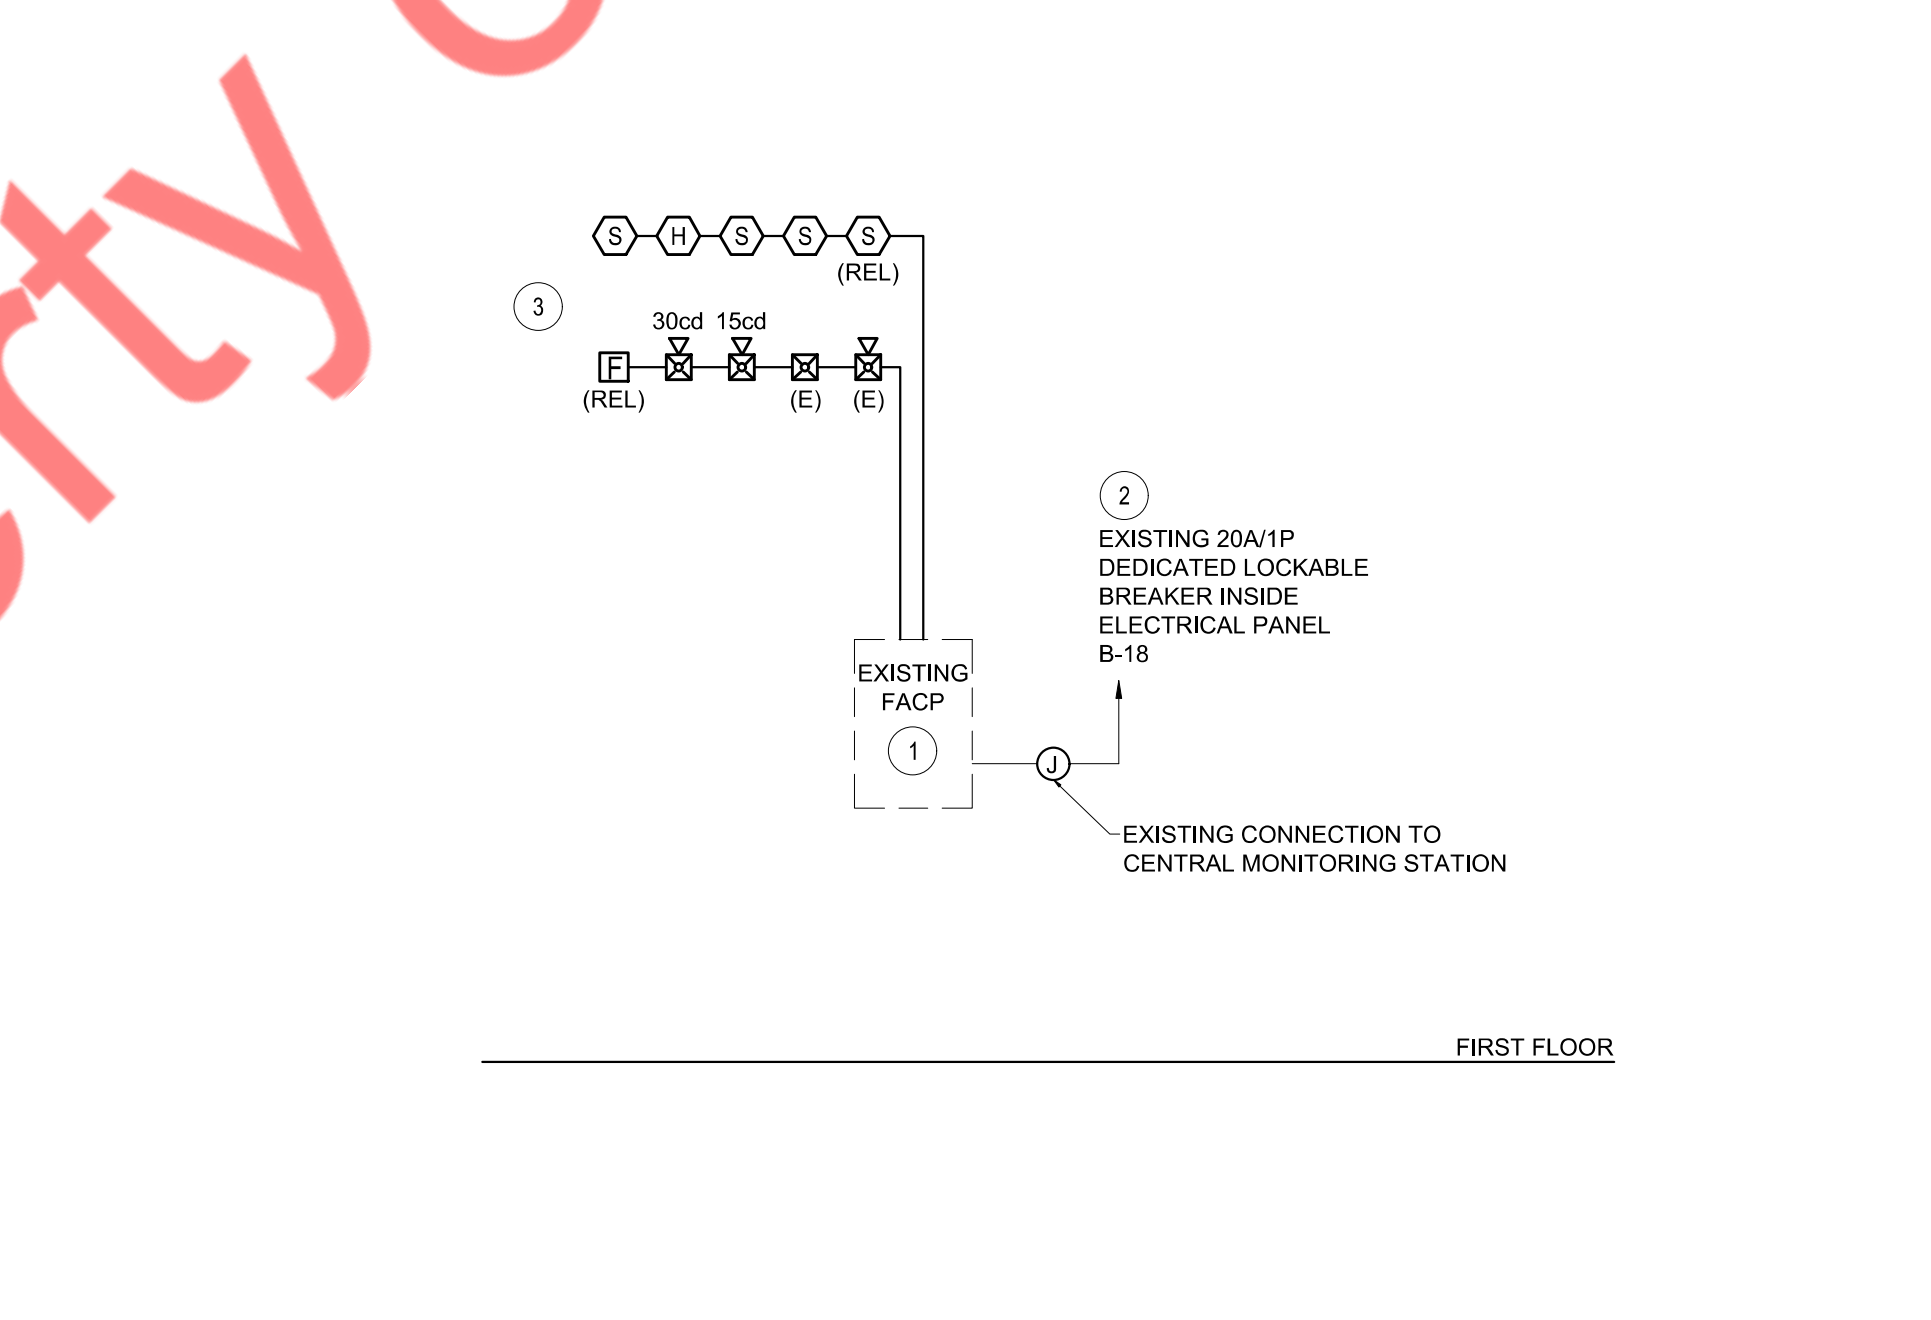 S H S S S
(REL)
3
30cd 15cd
F
(REL) (E) (E)
2
EXISTING 20A/1P
DEDICATED LOCKABLE
BREAKER INSIDE
ELECTRICAL PANEL
B-18
EXISTING
FACP
1
J
EXISTING CONNECTION TO
CENTRAL MONITORING STATION
FIRST FLOOR
rty